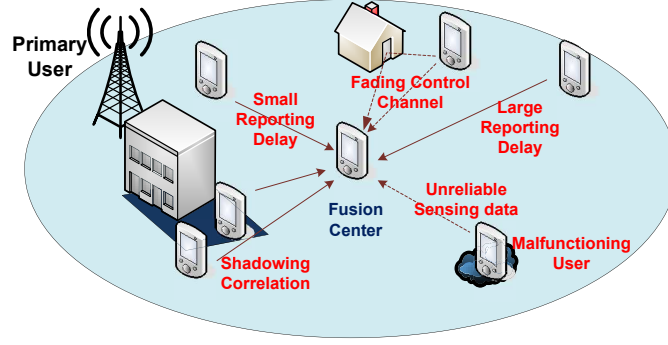 Primary
User
Small
Reporting
Delay
Fading Control
Channel
Large
Reporting
Delay
Fusion
Center
Unreliable
Sensing data
Malfunctioning
User
Shadowing
Correlation